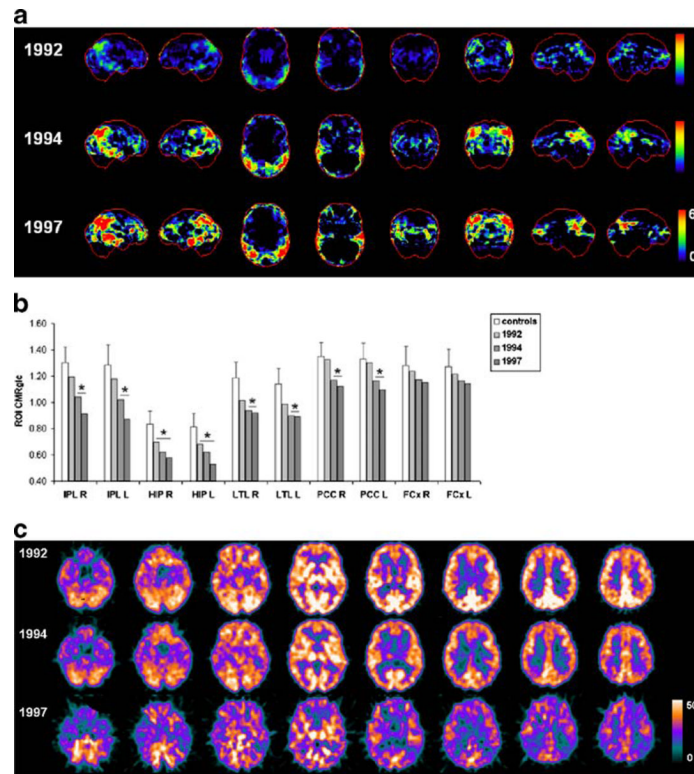 a
1992
1994
1997
6
0
b
ROI CMRglc
1.60
1.40
1.20
1.00
0.80
0.60
0.40
* * * * * * * *
IPL R IPL L HIP R HIP L LTL R LTL L PCC R PCC L FCx R FCx L
controls
1992
1994
1997
c
1992
1994
1997
50
0